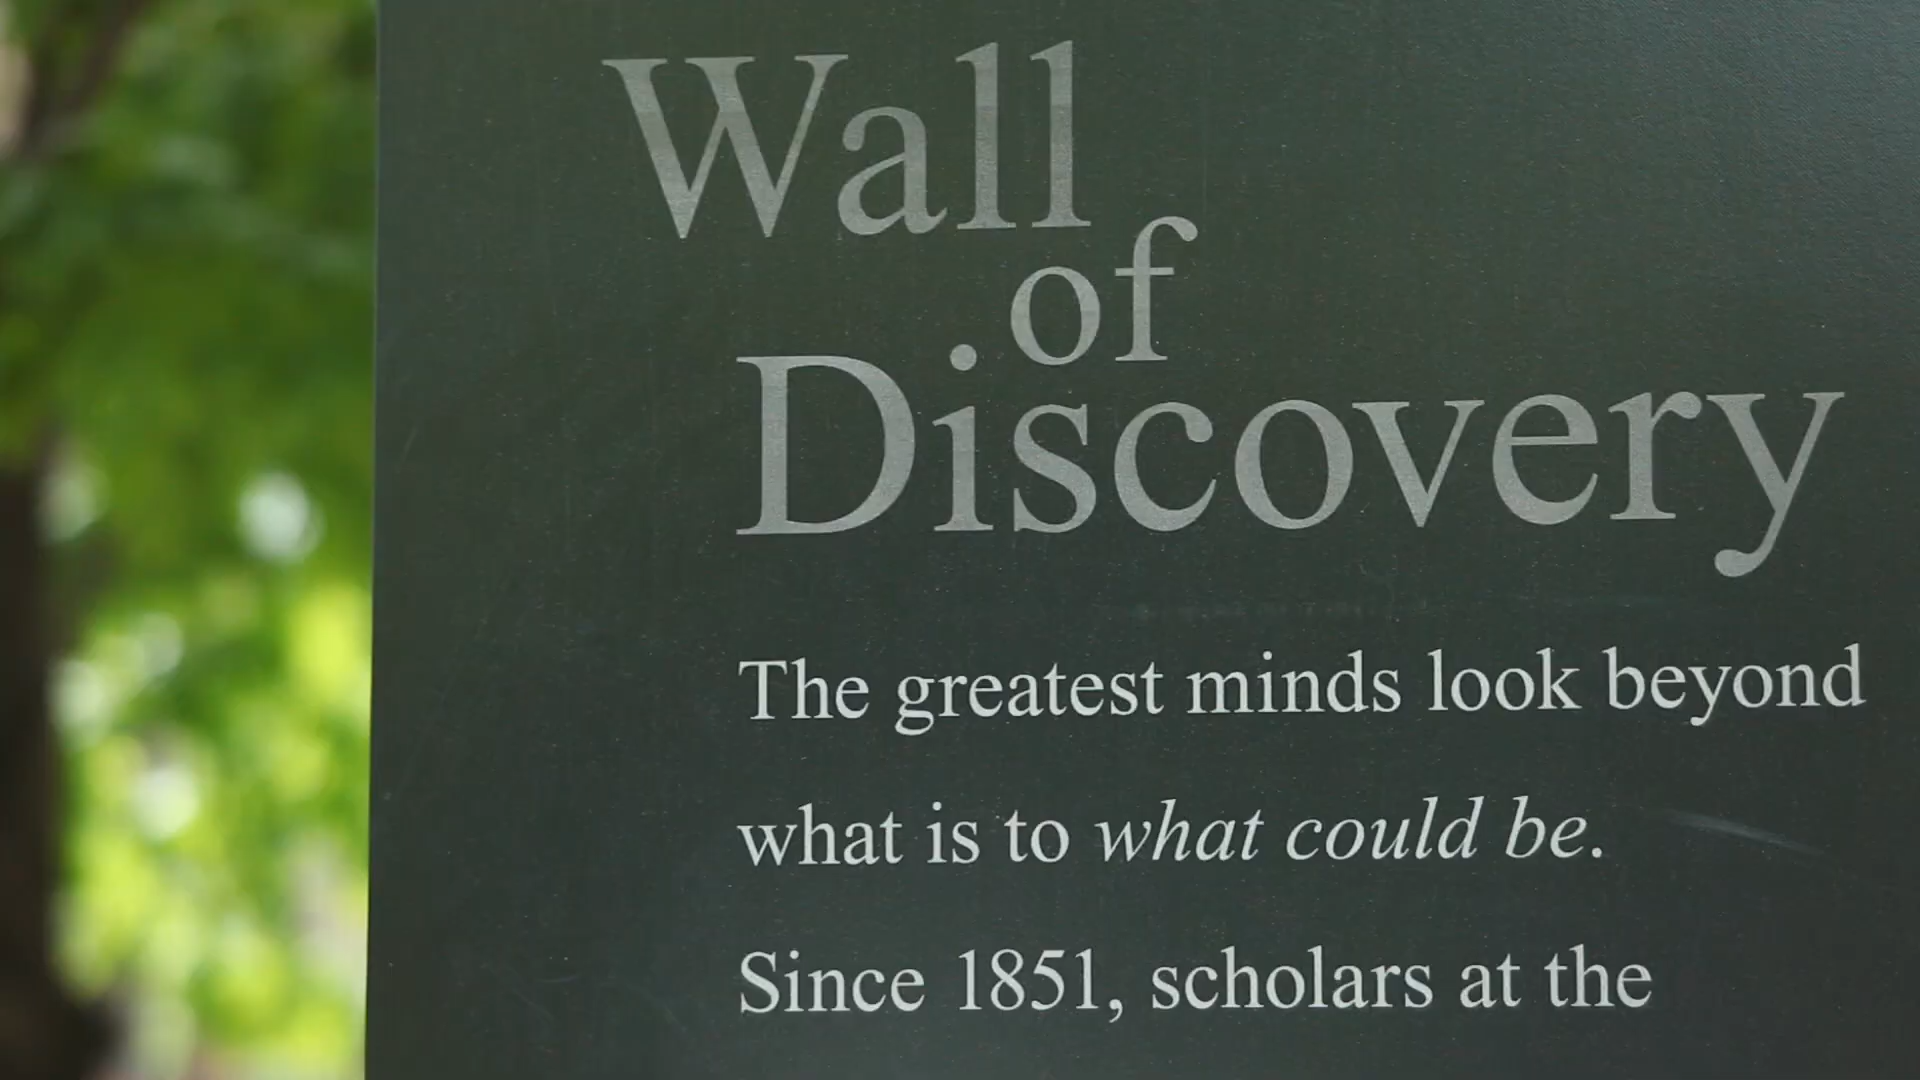 Wall
of
Discovery
The greatest minds look beyond
what is to what could be.
Since 1851, scholars at the